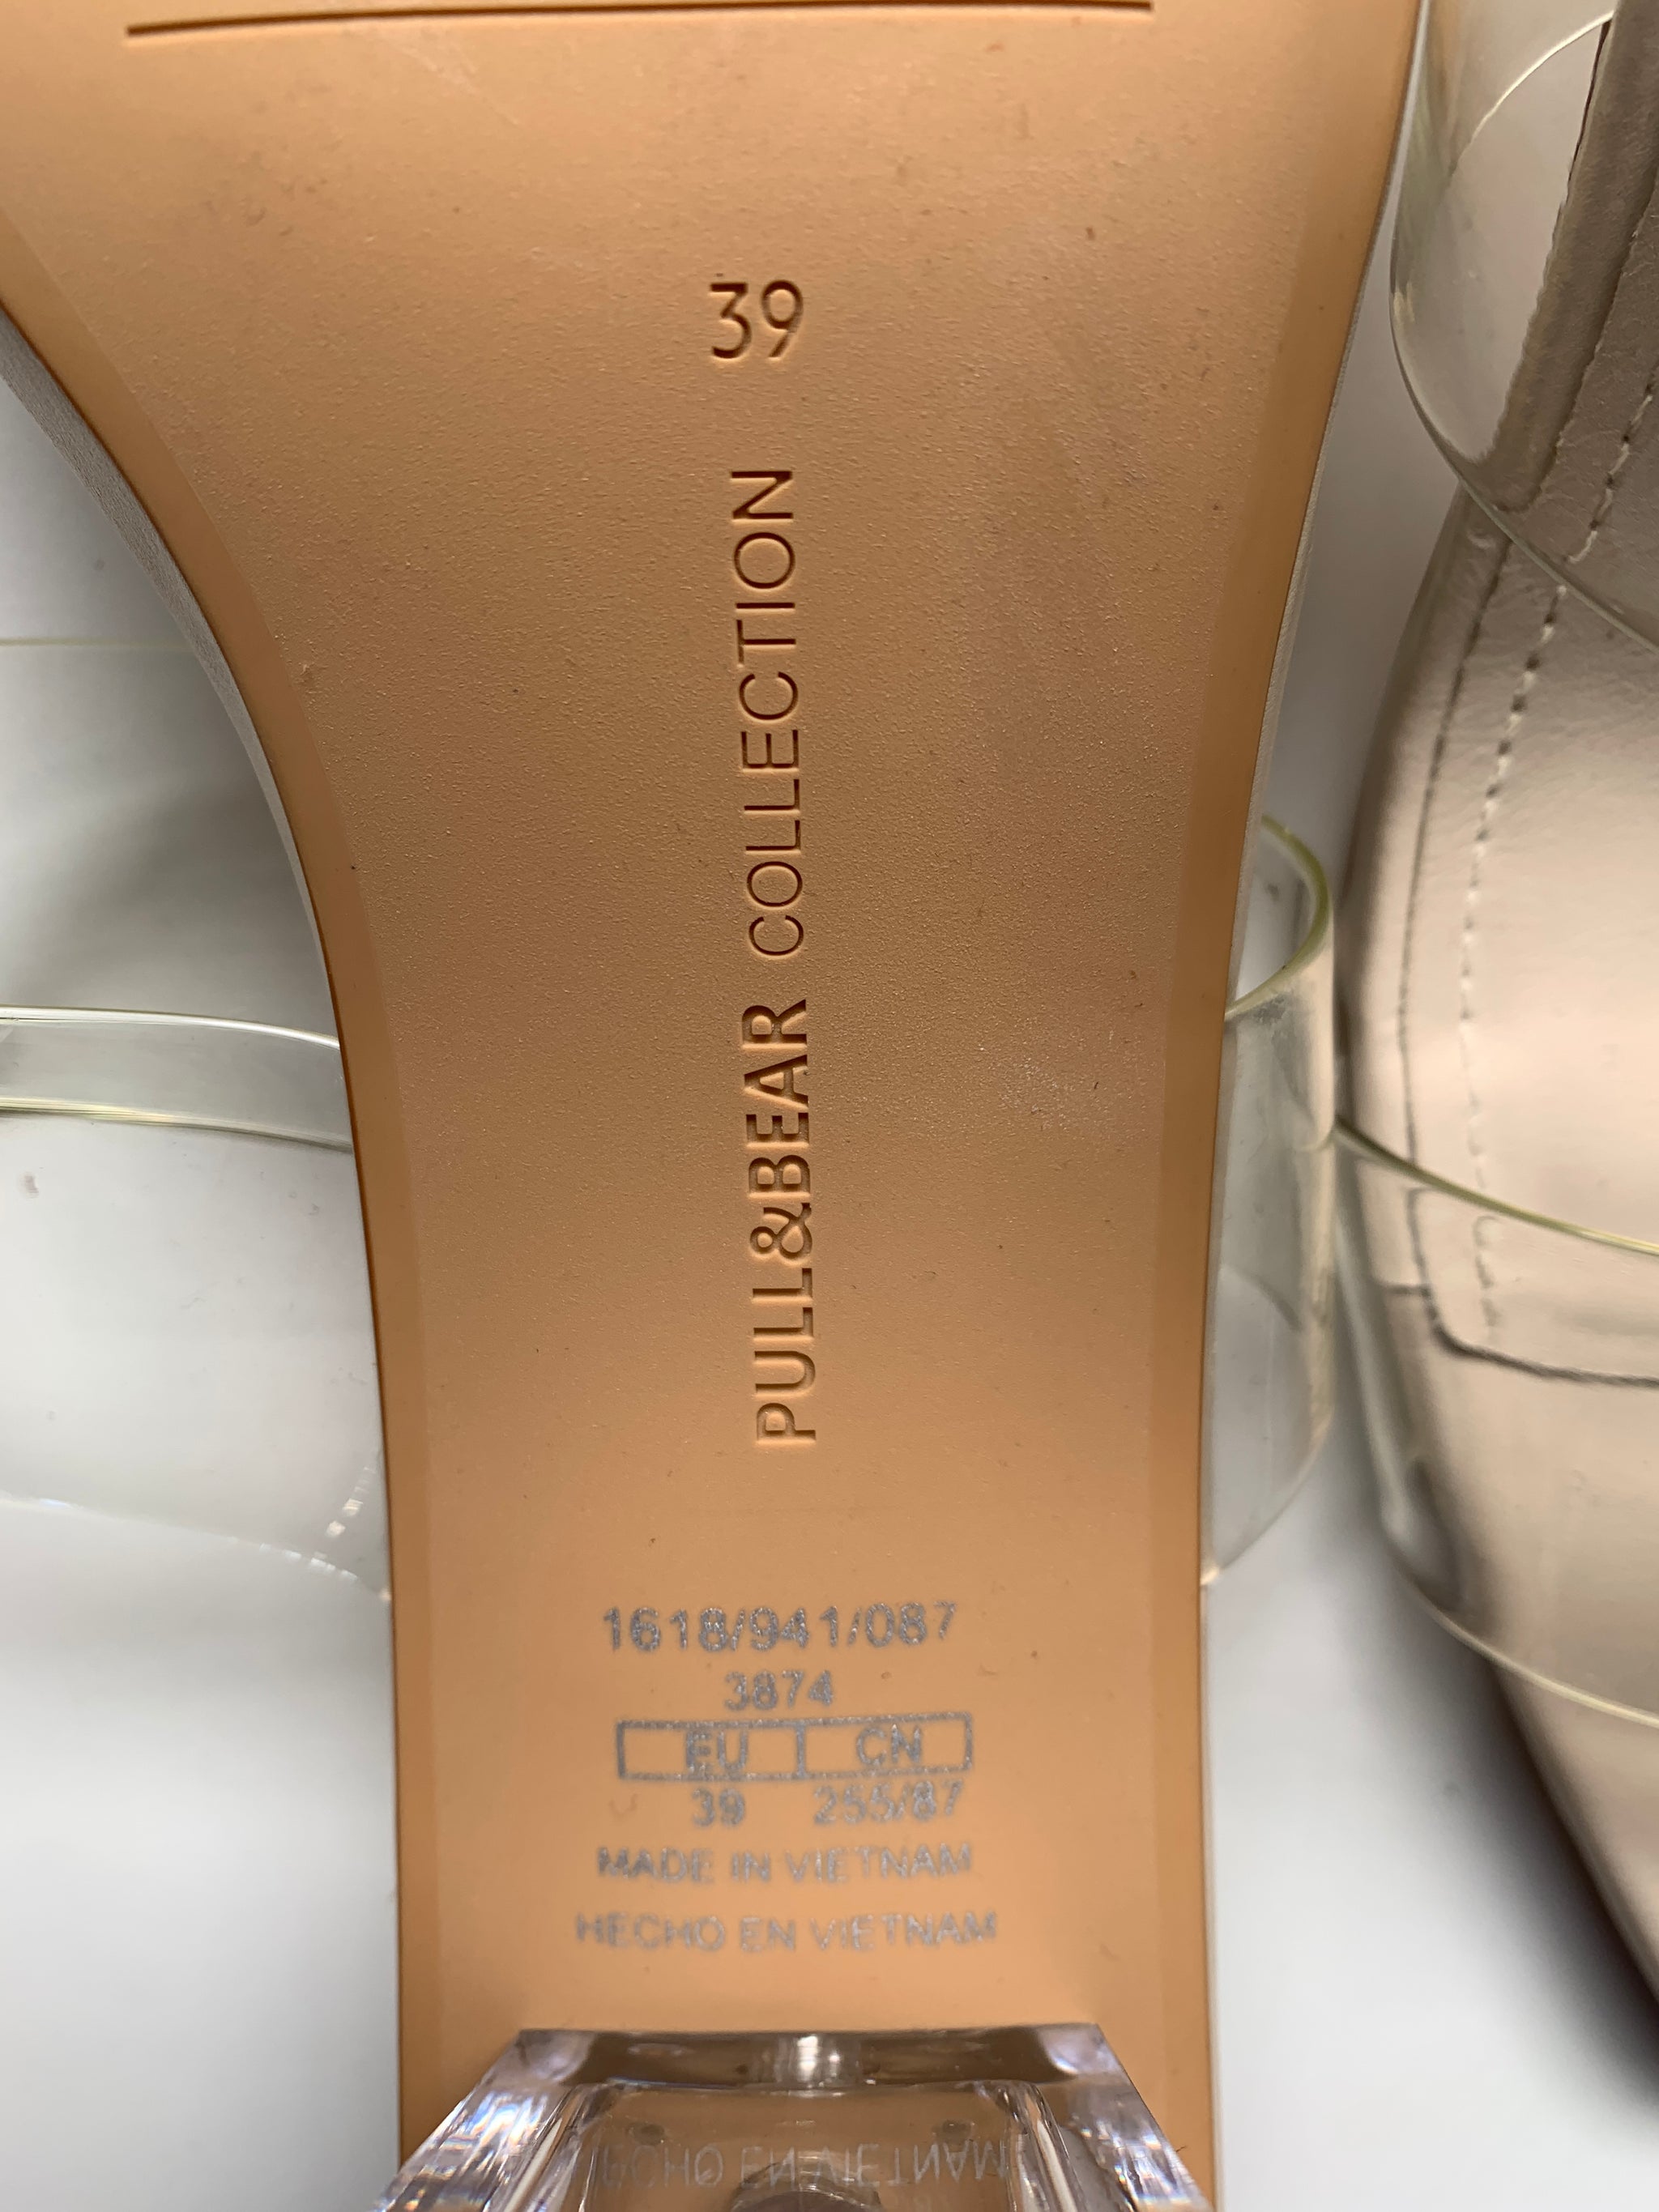 39
PULL&BEAR COLLECTION
1618/941/087
3874
EU CN
39 255/87
MADE IN VIETNAM
HECHO EN VIETNAM